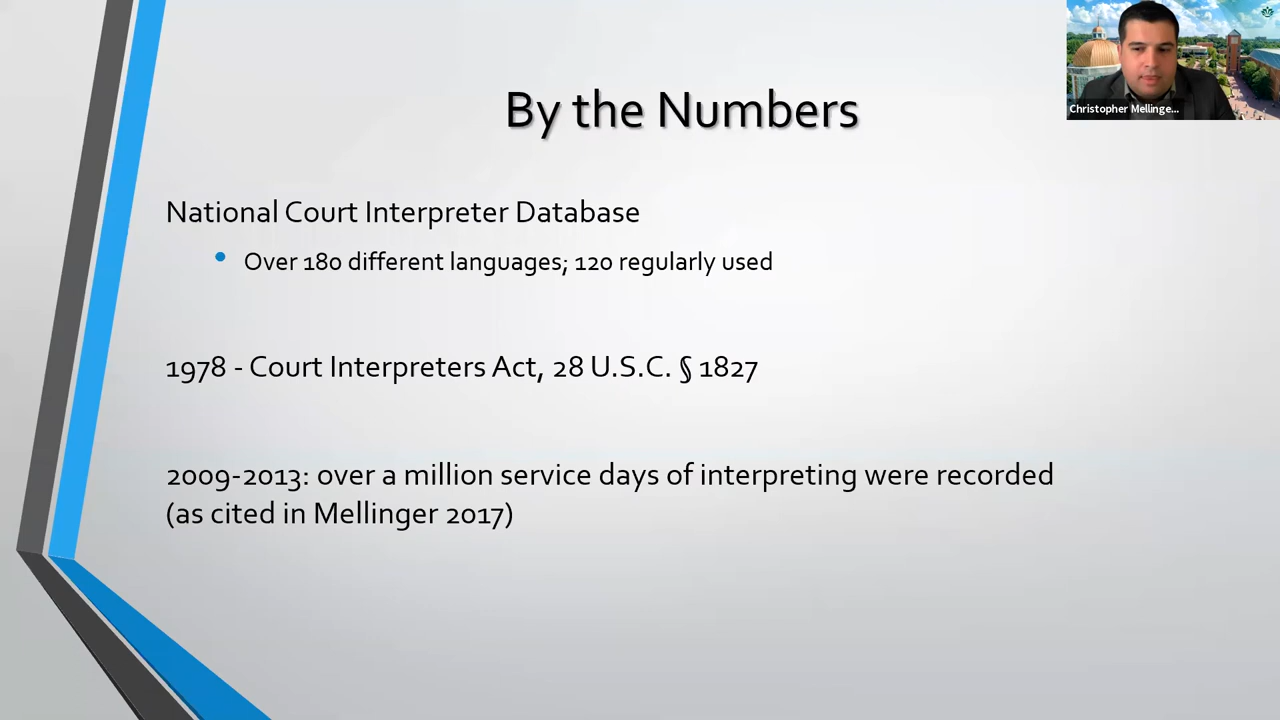 By the Numbers
Christopher Mellinge...
National Court Interpreter Database
Over 180 different languages; 120 regularly used
1978 - Court Interpreters Act, 28 U.S.C. § 1827
2009-2013: over a million service days of interpreting were recorded
(as cited in Mellinger 2017)